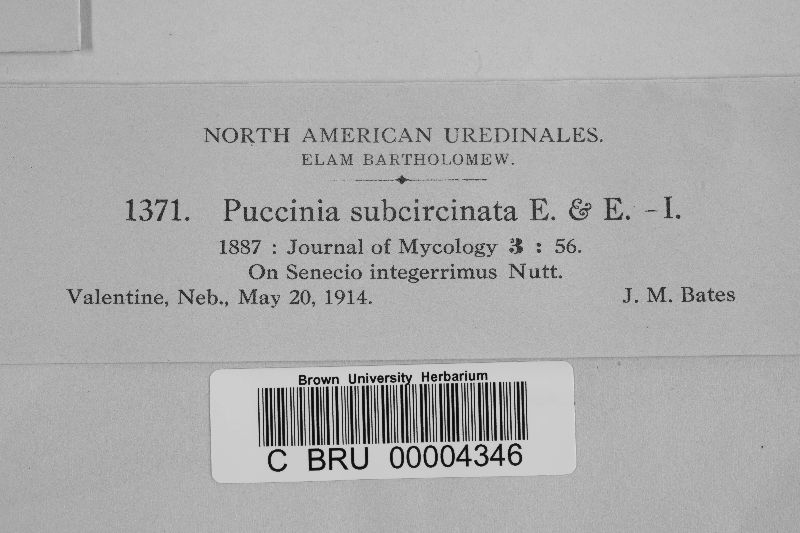 NORTH AMERICAN UREDINALES.
ELAM BARTHOLOMEW.
1371. Puccinia subcircinata E. & E. - I.
1887 : Journal of Mycology 3 : 56.
On Senecio integerrimus Nutt.
Valentine, Neb., May 20, 1914. J. M. Bates
Brown University Herbarium
C BRU 00004346